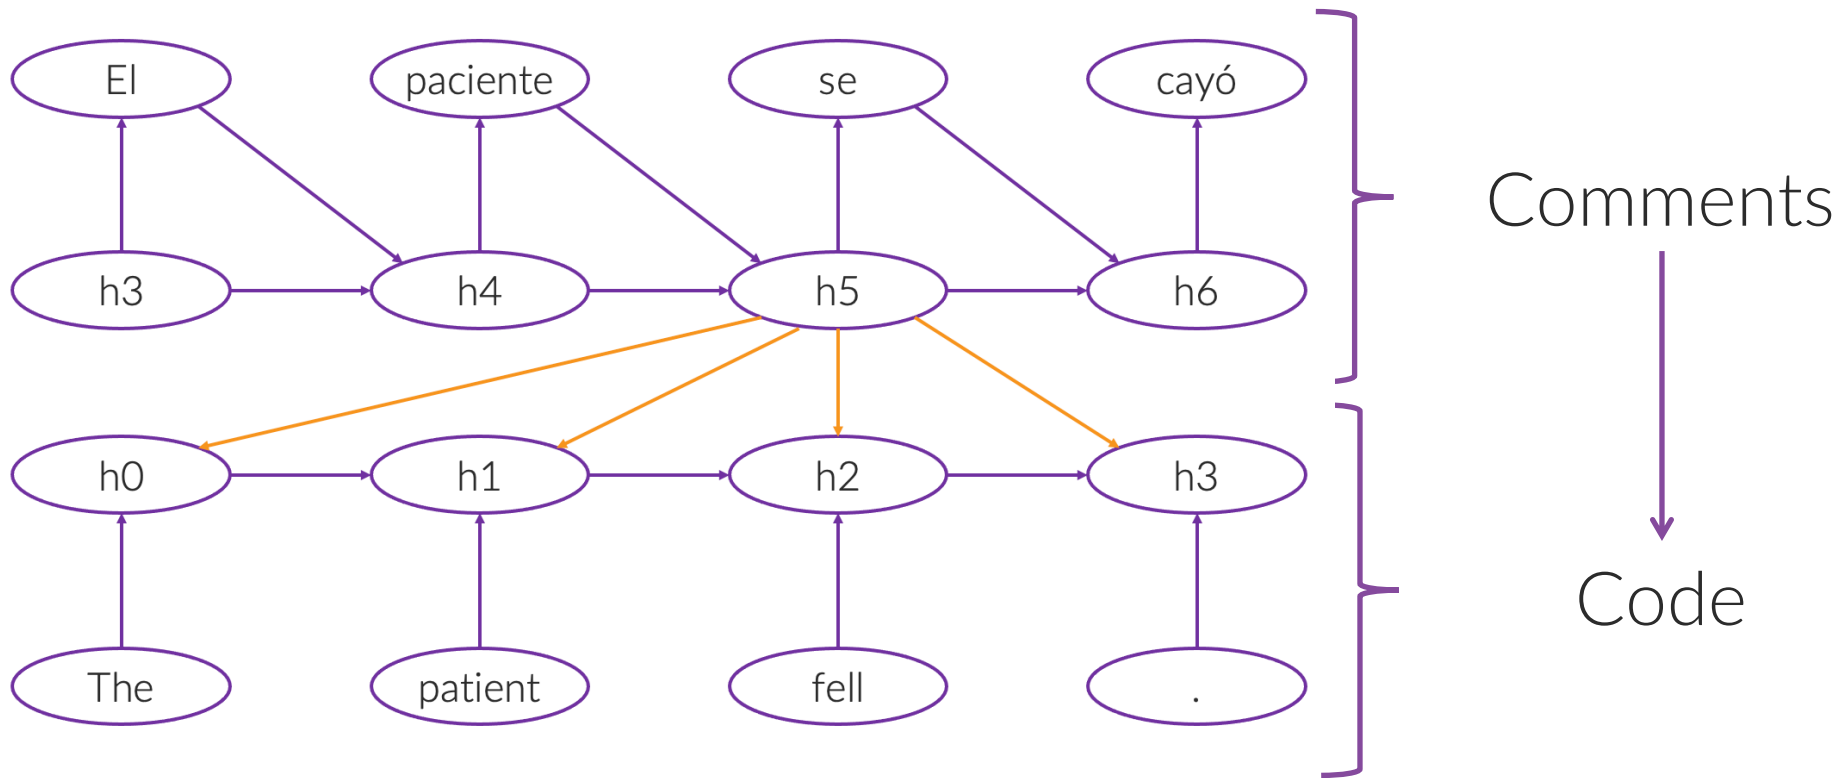 El paciente se cayó
h3 h4 h5 h6
Comments
h0 h1 h2 h3
Code
The patient fell .